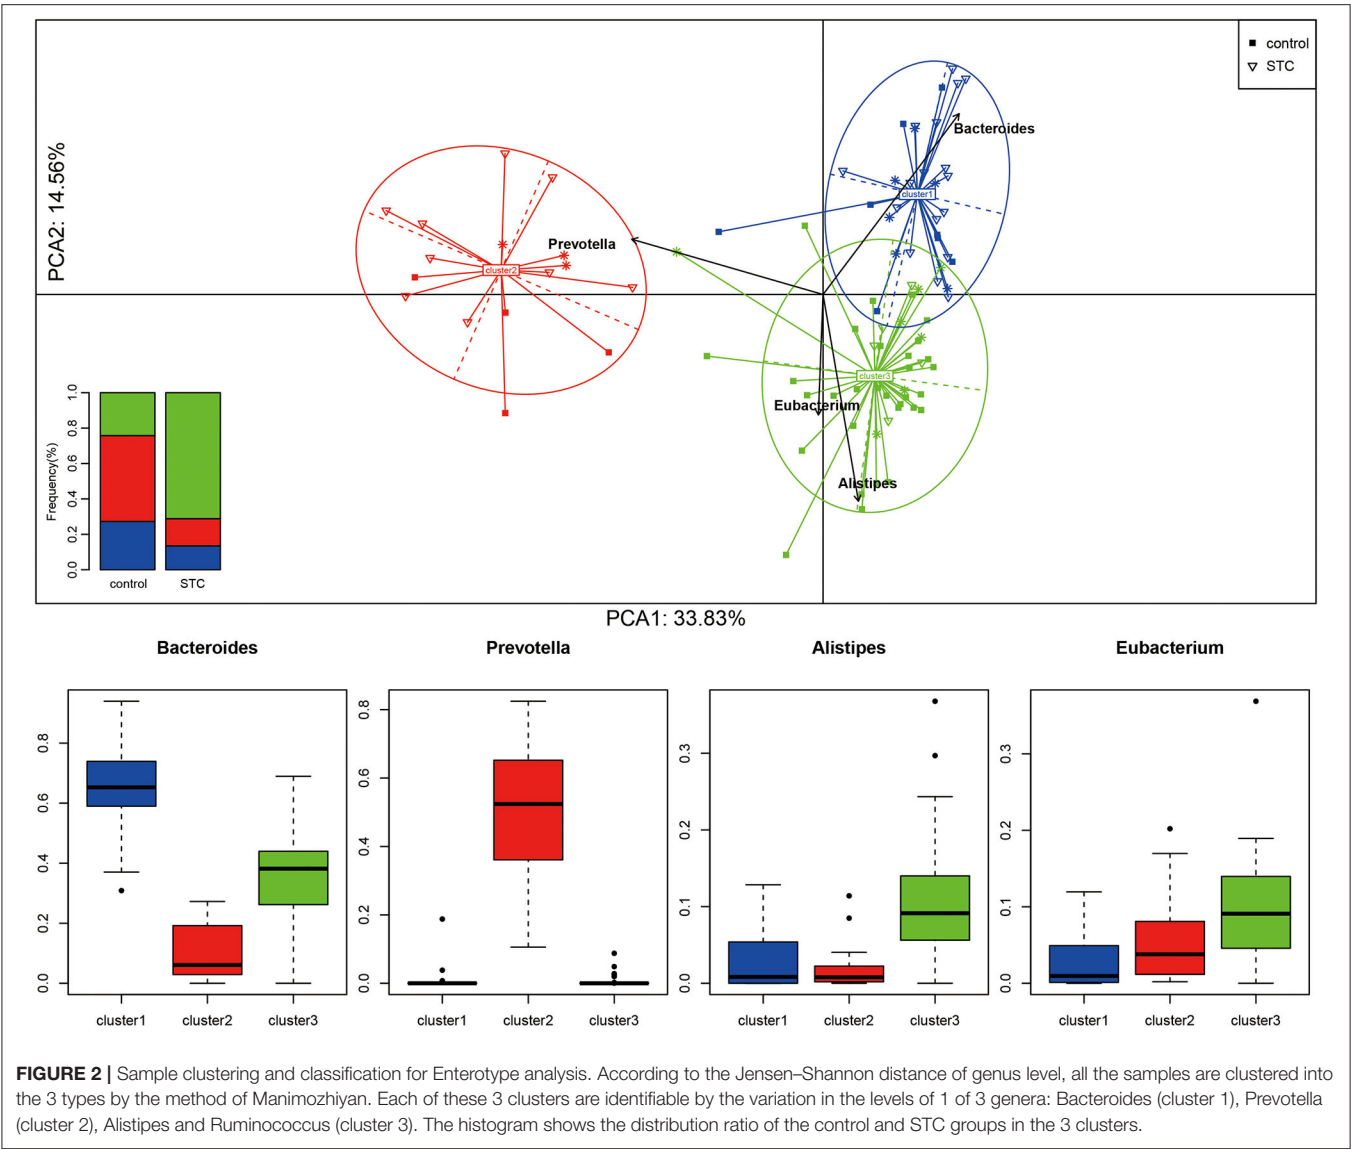 control
STC
PCA2: 14.56%
Bacteroides
cluster1
Prevotella
cluster2
cluster3
Eubacterium
Alistipes
Frequency(%)
1.0
0.8
0.6
0.4
0.2
0.0
control STC
PCA1: 33.83%
Bacteroides
0.8
0.6
0.4
0.2
0.0
cluster1 cluster2 cluster3
Prevotella
0.8
0.6
0.4
0.2
0.0
cluster1 cluster2 cluster3
Alistipes
0.3
0.2
0.1
0.0
cluster1 cluster2 cluster3
Eubacterium
0.3
0.2
0.1
0.0
cluster1 cluster2 cluster3
FIGURE 2 | Sample clustering and classification for Enterotype analysis. According to the Jensen–Shannon distance of genus level, all the samples are clustered into
the 3 types by the method of Manimozhiyan. Each of these 3 clusters are identifiable by the variation in the levels of 1 of 3 genera: Bacteroides (cluster 1), Prevotella
(cluster 2), Alistipes and Ruminococcus (cluster 3). The histogram shows the distribution ratio of the control and STC groups in the 3 clusters.